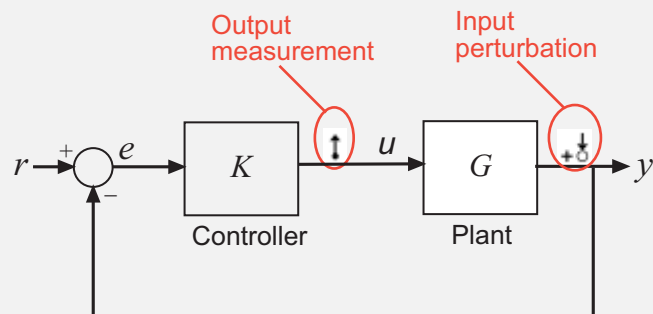 Output
measurement
Input
perturbation
r
+
−
e
K
u
G
+
y
Controller
Plant